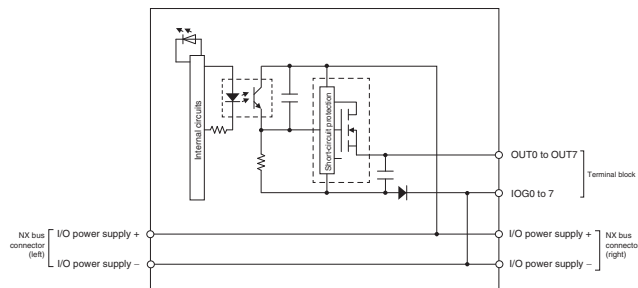 Internal circuits
Short-circuit protection
OUT0 to OUT7
IOG0 to 7
Terminal block
NX bus
connector
(left)
I/O power supply +
I/O power supply −
I/O power supply +
I/O power supply −
NX bus
connecto
(right)